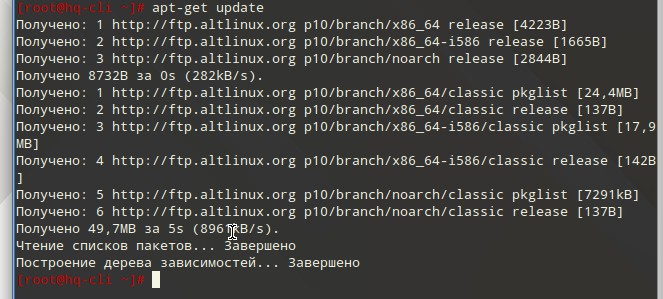 [root@hq-cli ~]# apt-get update
Получено: 1 http://ftp.altlinux.org p10/branch/x86_64 release [4223B]
Получено: 2 http://ftp.altlinux.org p10/branch/x86_64-i586 release [1665B]
Получено: 3 http://ftp.altlinux.org p10/branch/noarch release [2844B]
Получено 8732B за 0s (282kB/s).
Получено: 1 http://ftp.altlinux.org p10/branch/x86_64/classic pkglist [24,4MB]
Получено: 2 http://ftp.altlinux.org p10/branch/x86_64/classic release [137B]
Получено: 3 http://ftp.altlinux.org p10/branch/x86_64-i586/classic pkglist [17,9
MB]
Получено: 4 http://ftp.altlinux.org p10/branch/x86_64-i586/classic release [142B
]
Получено: 5 http://ftp.altlinux.org p10/branch/noarch/classic pkglist [7291kB]
Получено: 6 http://ftp.altlinux.org p10/branch/noarch/classic release [137B]
Получено 49,7MB за 5s (8961kB/s).
Чтение списков пакетов... Завершено
Построение дерева зависимостей... Завершено
[root@hq-cli ~]#